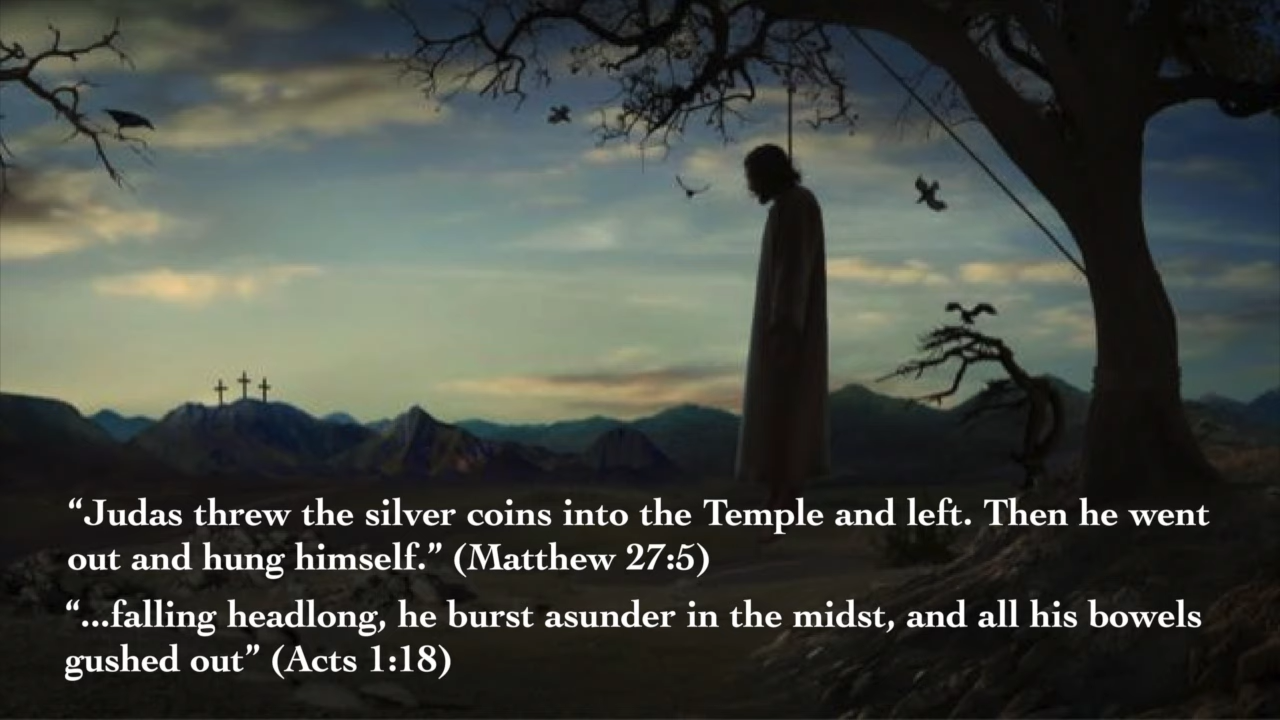 “Judas threw the silver coins into the Temple and left. Then he went
out and hung himself.” (Matthew 27:5)
“...falling headlong, he burst asunder in the midst, and all his bowels
gushed out” (Acts 1:18)